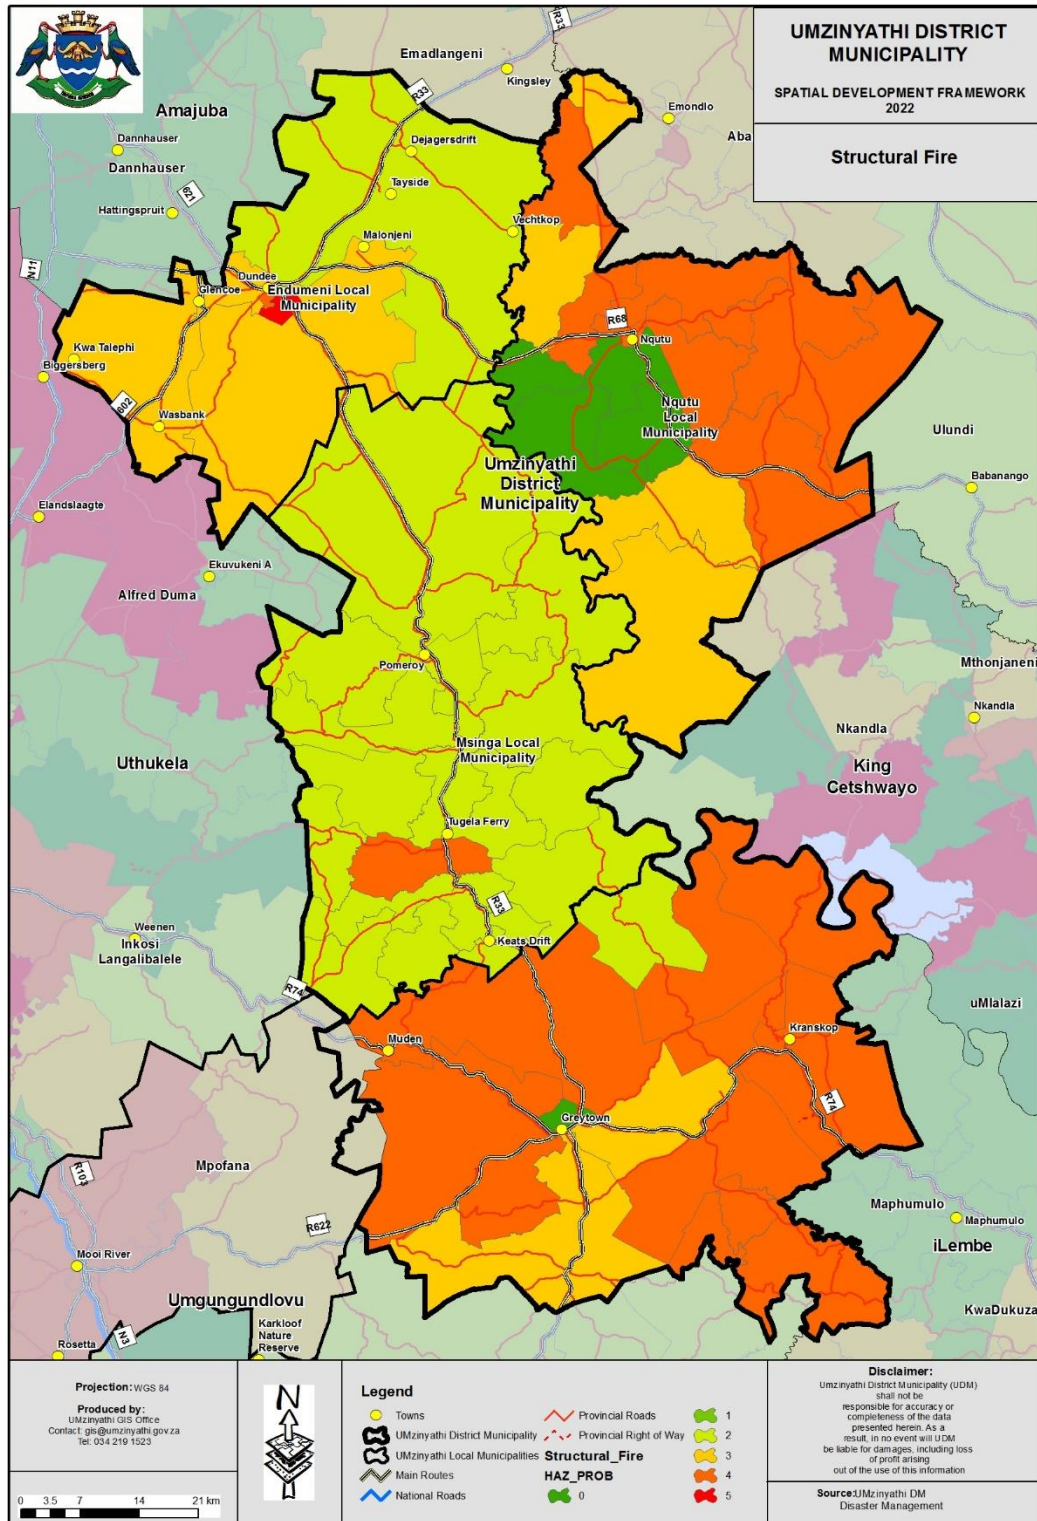 UMZINYATHI DISTRICT
MUNICIPALITY
SPATIAL DEVELOPMENT FRAMEWORK
2022
Structural Fire
R33
Emadlangeni
Kingsley
Emondlo
Aba
Amajuba
R33
Dannhauser
Dannhauser
Dejagersdrift
621
Tayside
Hattingspruit
Vechtkop
Malonjeni
N11
Dundee
Glencoe
Endumeni Local
Municipality
R68
Nqutu
Kwa Talephi
Biggersberg
602
Wasbank
Nqutu
Local
Municipality
Ulundi
Umzinyathi
District
Municipality
Babanango
Elandslaagte
Ekuvukeni A
Alfred Duma
Pomeroy
Mthonjaneni
Nkandla
Nkandla
Msinga Local
Municipality
Uthukela
King
Cetshwayo
Tugela Ferry
R33
Weenen
Inkosi
Langalibalele
Keats Drift
R74
uMlalazi
Muden
Kranskop
R74
Greytown
R103
Mpofana
Maphumulo
Maphumulo
R622
iLembe
Mooi River
Umgungundlovu
KwaDukuza
Karkloof
Nature
Reserve
Rosetta
N3
Projection: WGS 84
Produced by:
UMzinyathi GIS Office
Contact: gis@umzinyathi.gov.za
Tel: 034 219 1523
0 3.5 7 14 21 km
N
Legend
Towns
UMzinyathi District Municipality
UMzinyathi Local Municipalities
Main Routes
National Roads
Provincial Roads
Provincial Right of Way
Structural_Fire
HAZ_PROB
0
1
2
3
4
5
Disclaimer:
Umzinyathi District Municipality (UDM)
shall not be
responsible for accuracy or
completeness of the data
presented herein. As a
result, in no event will UDM
be liable for damages, including loss
of profit arising
out of the use of this information
Source:UMzinyathi DM
Disaster Management